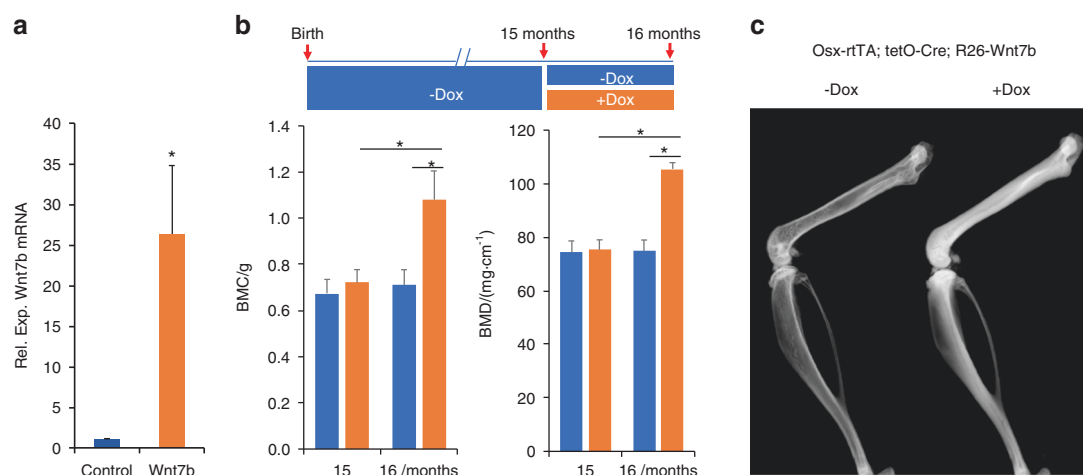 a
Rel. Exp. Wnt7b mRNA
40
35
30
25
20
15
10
5
0
*
Control Wnt7b
b
Birth 15 months 16 months
-Dox
-Dox
+Dox
BMC/g
1.4
1.2
1.0
0.8
0.6
0.4
0.2
0.0
*
*
15 16 /months
BMD/(mg·cm⁻¹)
120
100
80
60
40
20
0
*
*
15 16 /months
c
Osx-rtTA; tetO-Cre; R26-Wnt7b
-Dox +Dox